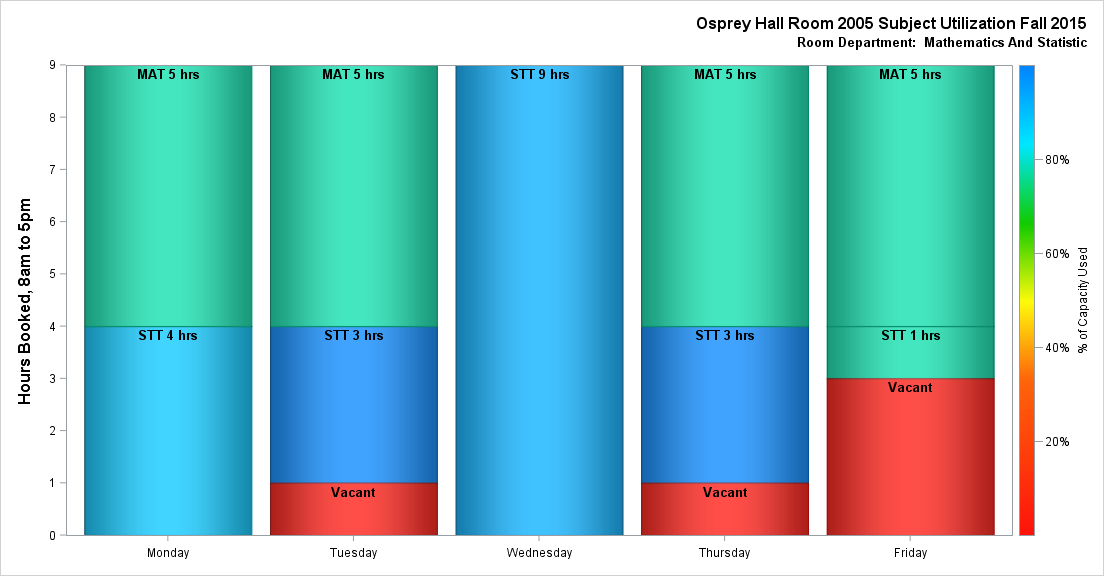 Osprey Hall Room 2005 Subject Utilization Fall 2015
Room Department: Mathematics And Statistic
Hours Booked, 8am to 5pm
9
8
7
6
5
4
3
2
1
0
MAT 5 hrs
STT 4 hrs
MAT 5 hrs
STT 3 hrs
Vacant
STT 9 hrs
MAT 5 hrs
STT 3 hrs
Vacant
MAT 5 hrs
STT 1 hrs
Vacant
Monday
Tuesday
Wednesday
Thursday
Friday
80%
60%
40%
20%
% of Capacity Used